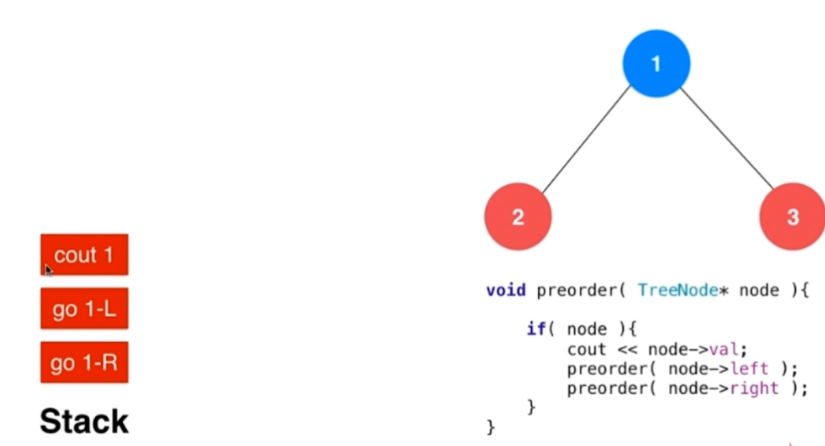 1
2
3
cout 1
go 1-L
go 1-R
Stack
void preorder( TreeNode* node ){
if( node ){
cout << node->val;
preorder( node->left );
preorder( node->right );
}
}